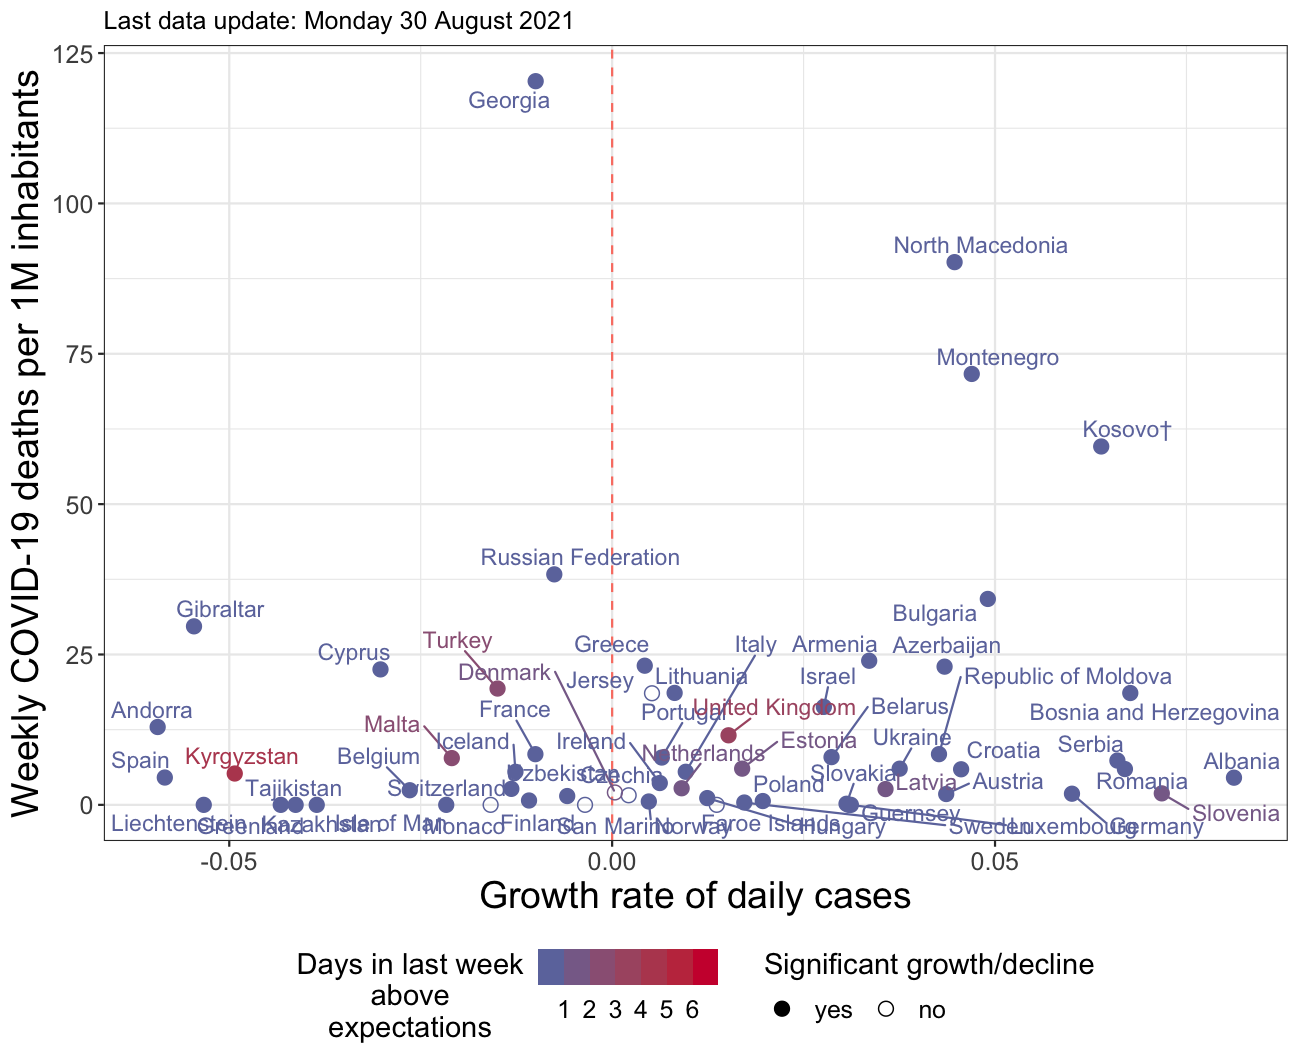 Last data update: Monday 30 August 2021
125
Georgia
100
North Macedonia
75
Montenegro
Kosovo†
50
Russian Federation
Gibraltar
Bulgaria
Turkey
Greece
Italy
Armenia
Azerbaijan
25
Cyprus
Denmark
Jersey
Lithuania
Israel
Republic of Moldova
Andorra
France
Portugal
United Kingdom
Belarus
Bosnia and Herzegovina
Malta
Iceland
Ireland
Estonia
Ukraine
Serbia
Spain
Kyrgyzstan
Belgium
Netherlands
Croatia
Albania
Uzbekistan
Czechia
Slovakia
Tajikistan
Switzerland
Poland
Latvia
Austria
Romania
0
Guernsey
Slovenia
Liechtenstein
Greenland
Kazakhstan
Isle of Man
Monaco
Finland
San Marino
Norway
Faroe Islands
Hungary
Sweden
Luxembourg
Germany
-0.05
0.00
0.05
Growth rate of daily cases
Weekly COVID-19 deaths per 1M inhabitants
Days in last week
above
expectations
1 2 3 4 5 6
Significant growth/decline
yes no